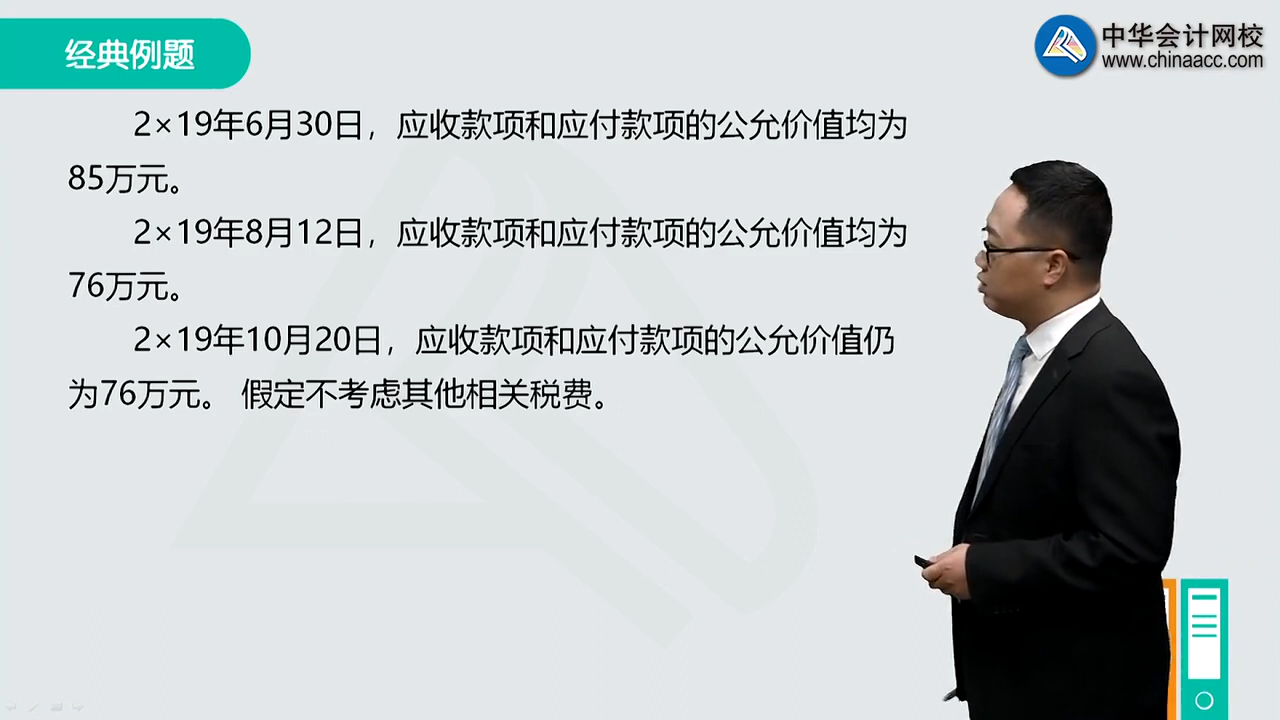 经典例题
中华会计网校
www.chinaacc.com
2×19年6月30日，应收款项和应付款项的公允价值均为
85万元。
2×19年8月12日，应收款项和应付款项的公允价值均为
76万元。
2×19年10月20日，应收款项和应付款项的公允价值仍
为76万元。 假定不考虑其他相关税费。